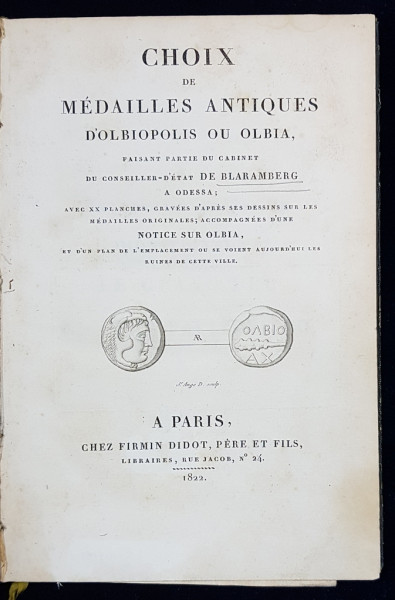 CHOIX
DE
MÉDAILLES ANTIQUES
D'OLBIOPOLIS OU OLBIA,
FAISANT PARTIE DU CABINET
DU CONSEILLER-D'ÉTAT DE BLARAMBERG
A ODESSA;
AVEC XX PLANCHES, GRAVÉES D'APRÈS SES DESSINS SUR LES
MÉDAILLES ORIGINALES; ACCOMPAGNÉES D'UNE
NOTICE SUR OLBIA,
ET D'UN PLAN DE L'EMPLACEMENT OU SE VOIENT AUJOURD'HUI LES
RUINES DE CETTE VILLE.
ΟΛΒΙΟ
ΑΧ
A PARIS,
CHEZ FIRMIN DIDOT, PÈRE ET FILS,
LIBRAIRES, RUE JACOB, Nº 24.
1822.